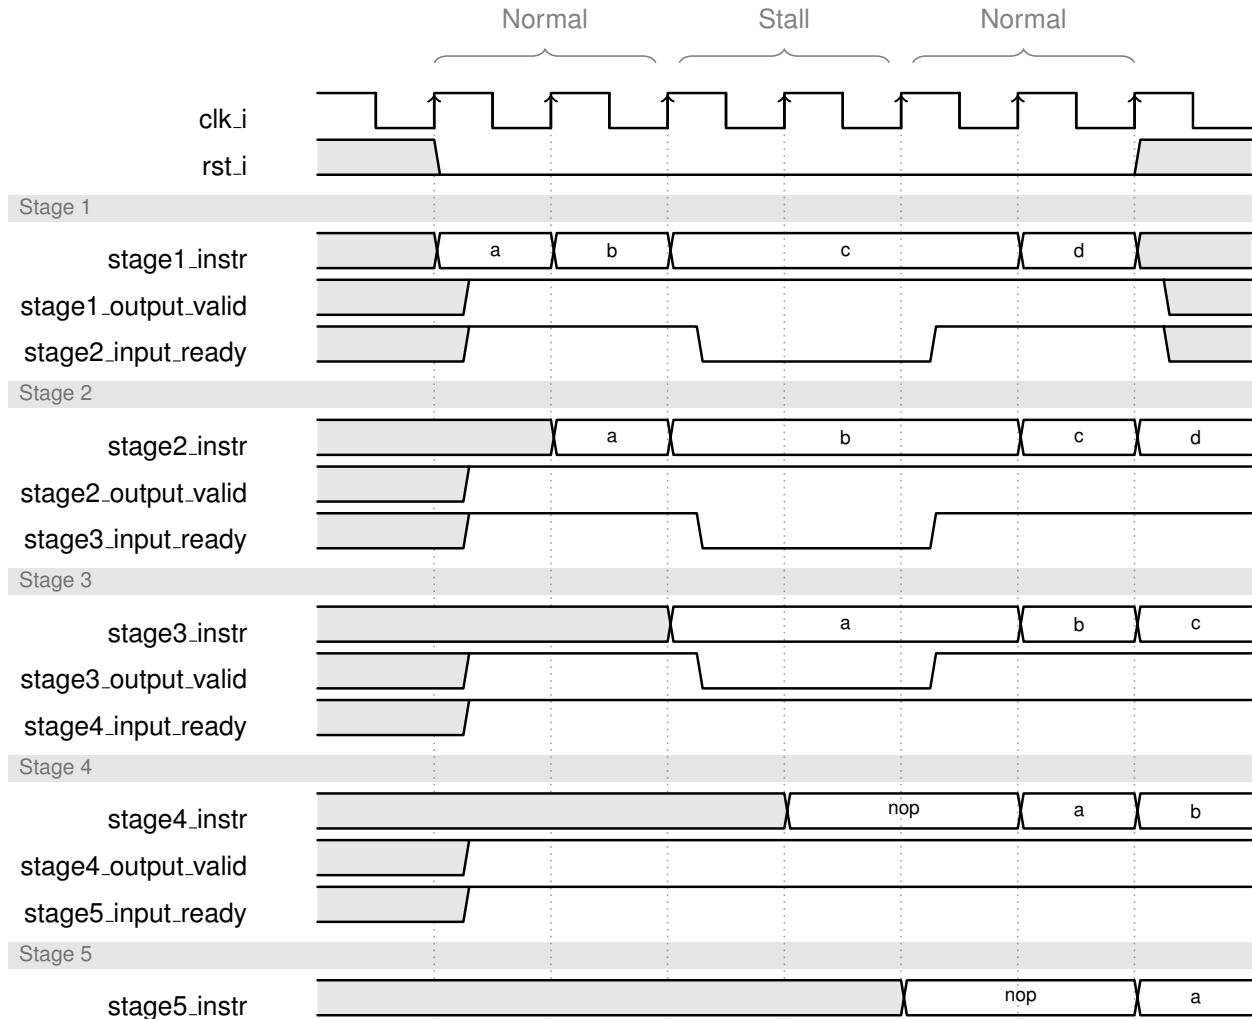 Normal Stall Normal
clk_i
rst_i
Stage 1
stage1_instr a b c d
stage1_output_valid
stage2_input_ready
Stage 2
stage2_instr a b c d
stage2_output_valid
stage3_input_ready
Stage 3
stage3_instr a b c
stage3_output_valid
stage4_input_ready
Stage 4
stage4_instr nop a b
stage4_output_valid
stage5_input_ready
Stage 5
stage5_instr nop a